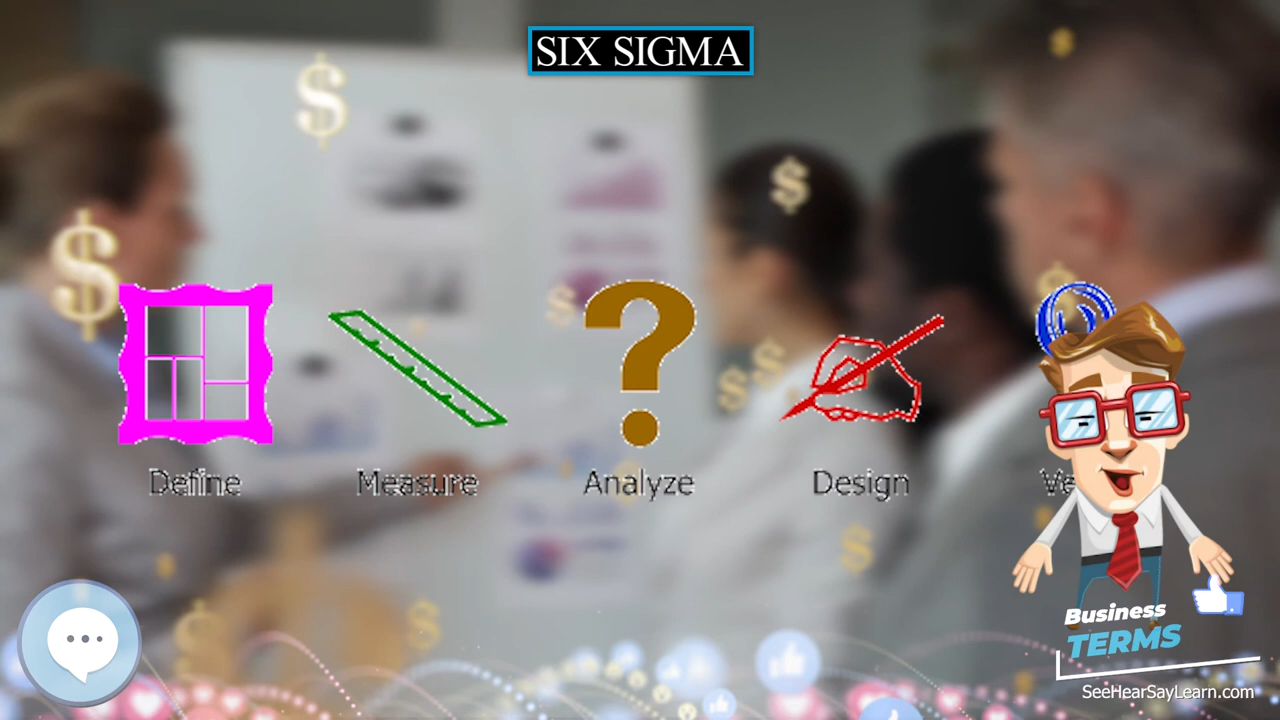 SIX SIGMA
Define
Measure
Analyze
Design
Business
TERMS
SeeHearSayLearn.com